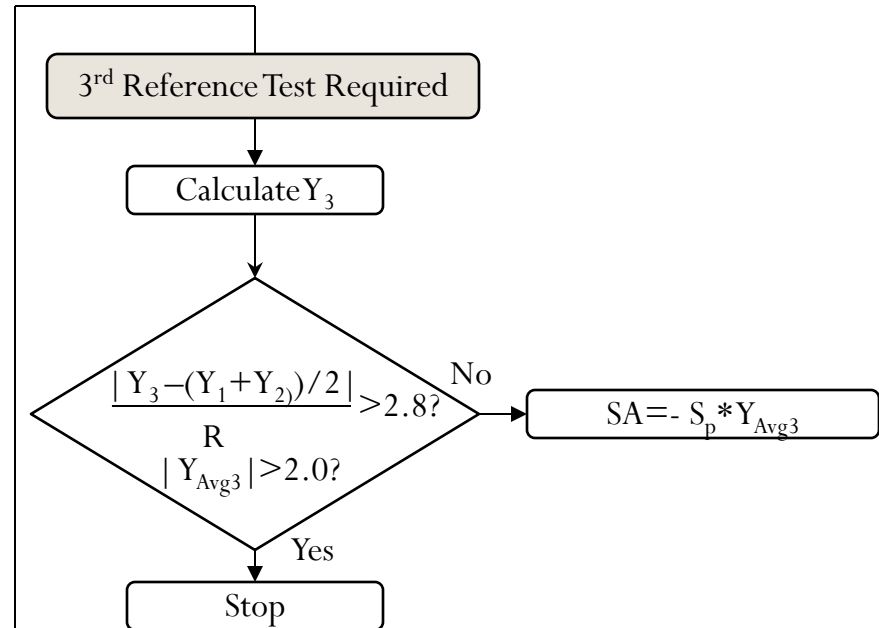 3rd Reference Test Required
Calculate Y3
No
| Y3 –(Y1+Y2))/2 | >2.8?
R
| YAvg3 | >2.0?
SA=- Sp*YAvg3
Yes
Stop